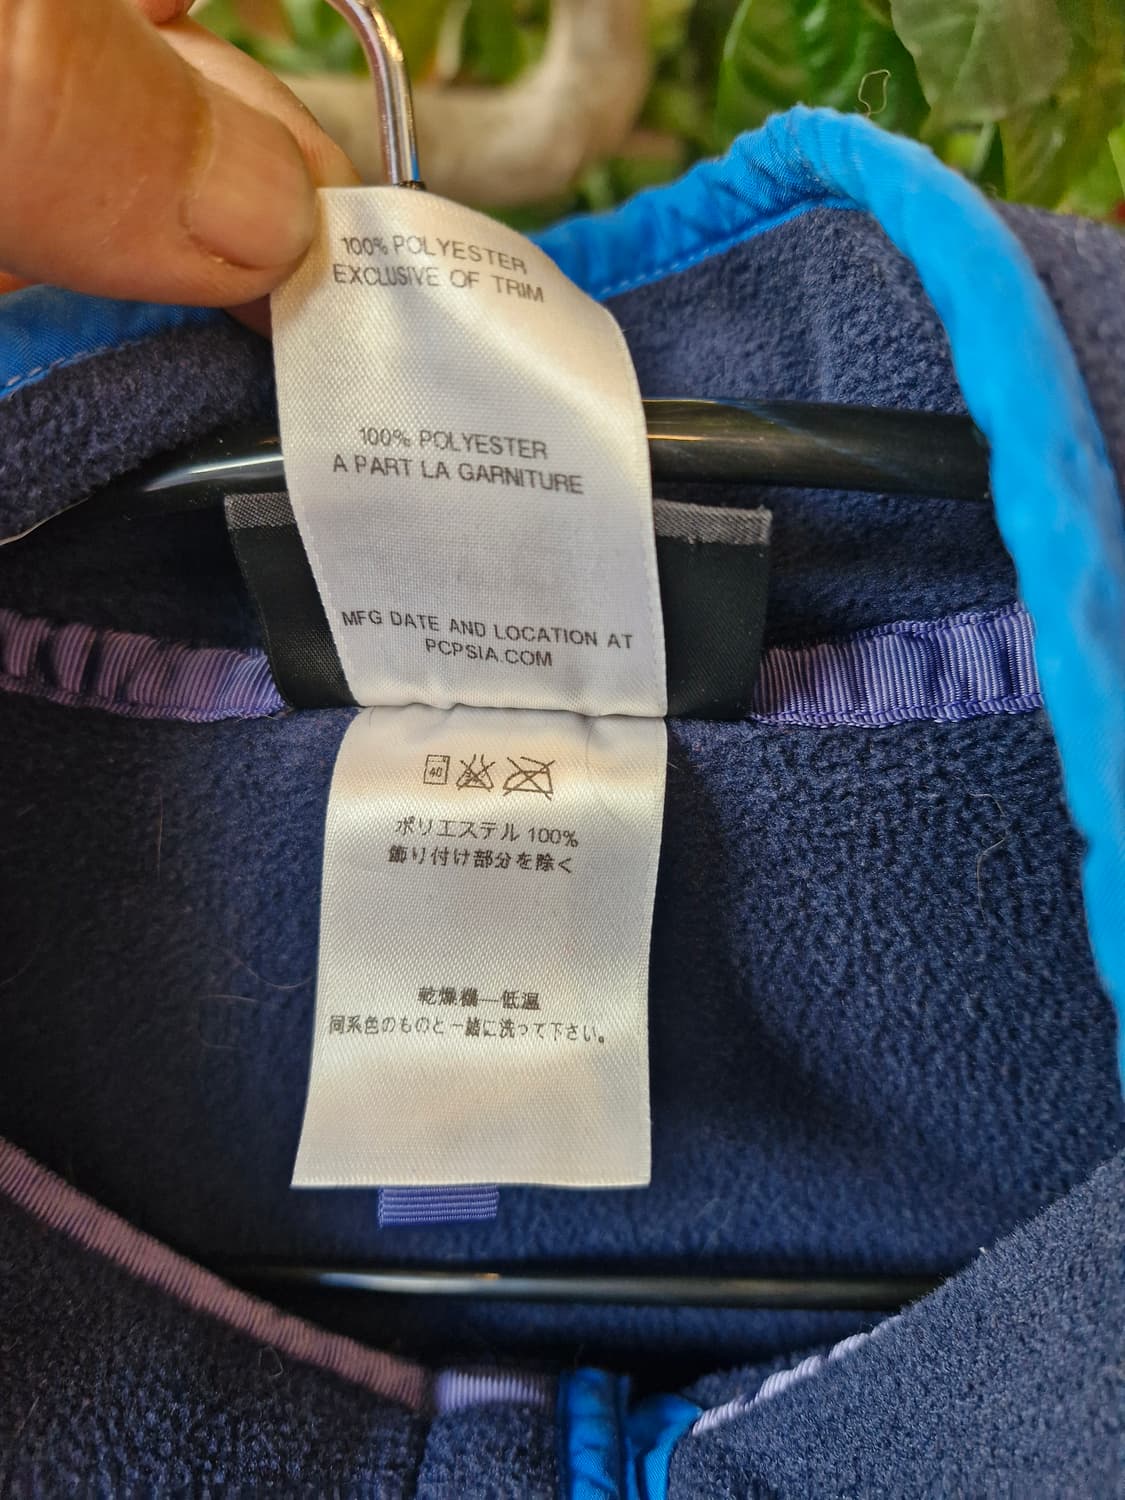 100% POLYESTER
EXCLUSIVE OF TRIM
100% POLYESTER
A PART LA GARNITURE
MFG DATE AND LOCATION AT
PCPSIA.COM
40
ポリエステル 100%
飾り付け部分を除く
乾燥機—低温
同系色のものと一緒に洗って下さい。